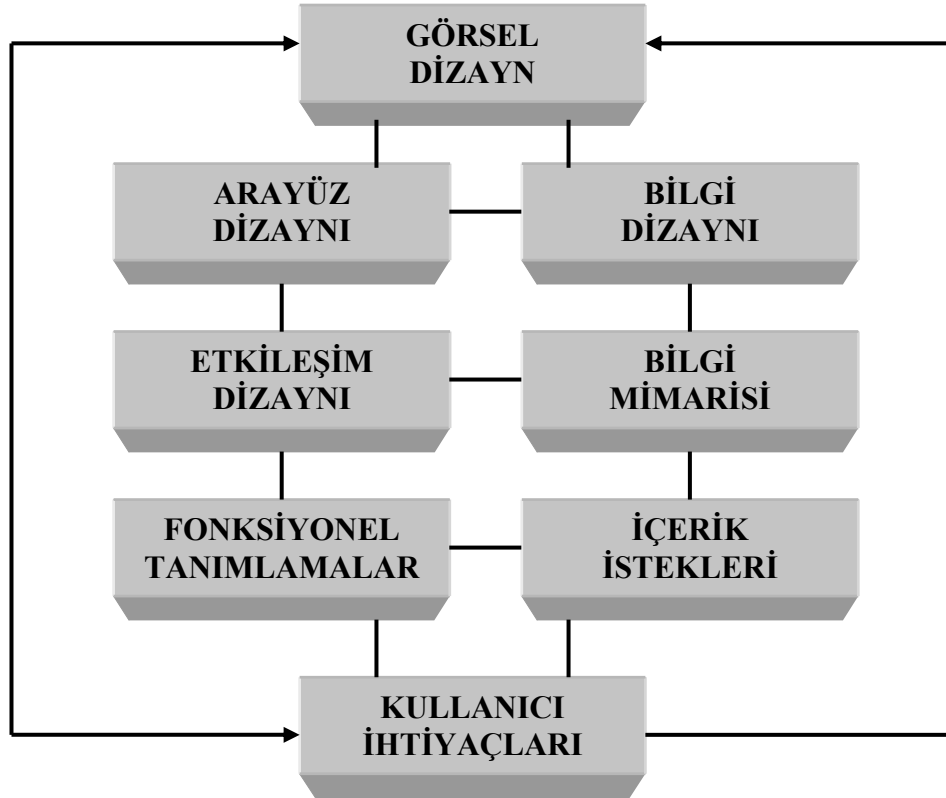 GÖRSEL
DİZAYN
ARAYÜZ
DİZAYNI
BİLGİ
DİZAYNI
ETKİLEŞİM
DİZAYNI
BİLGİ
MİMARİSİ
FONKSİYONEL
TANIMLAMALAR
İÇERİK
İSTEKLERİ
KULLANICI
İHTİYAÇLARI